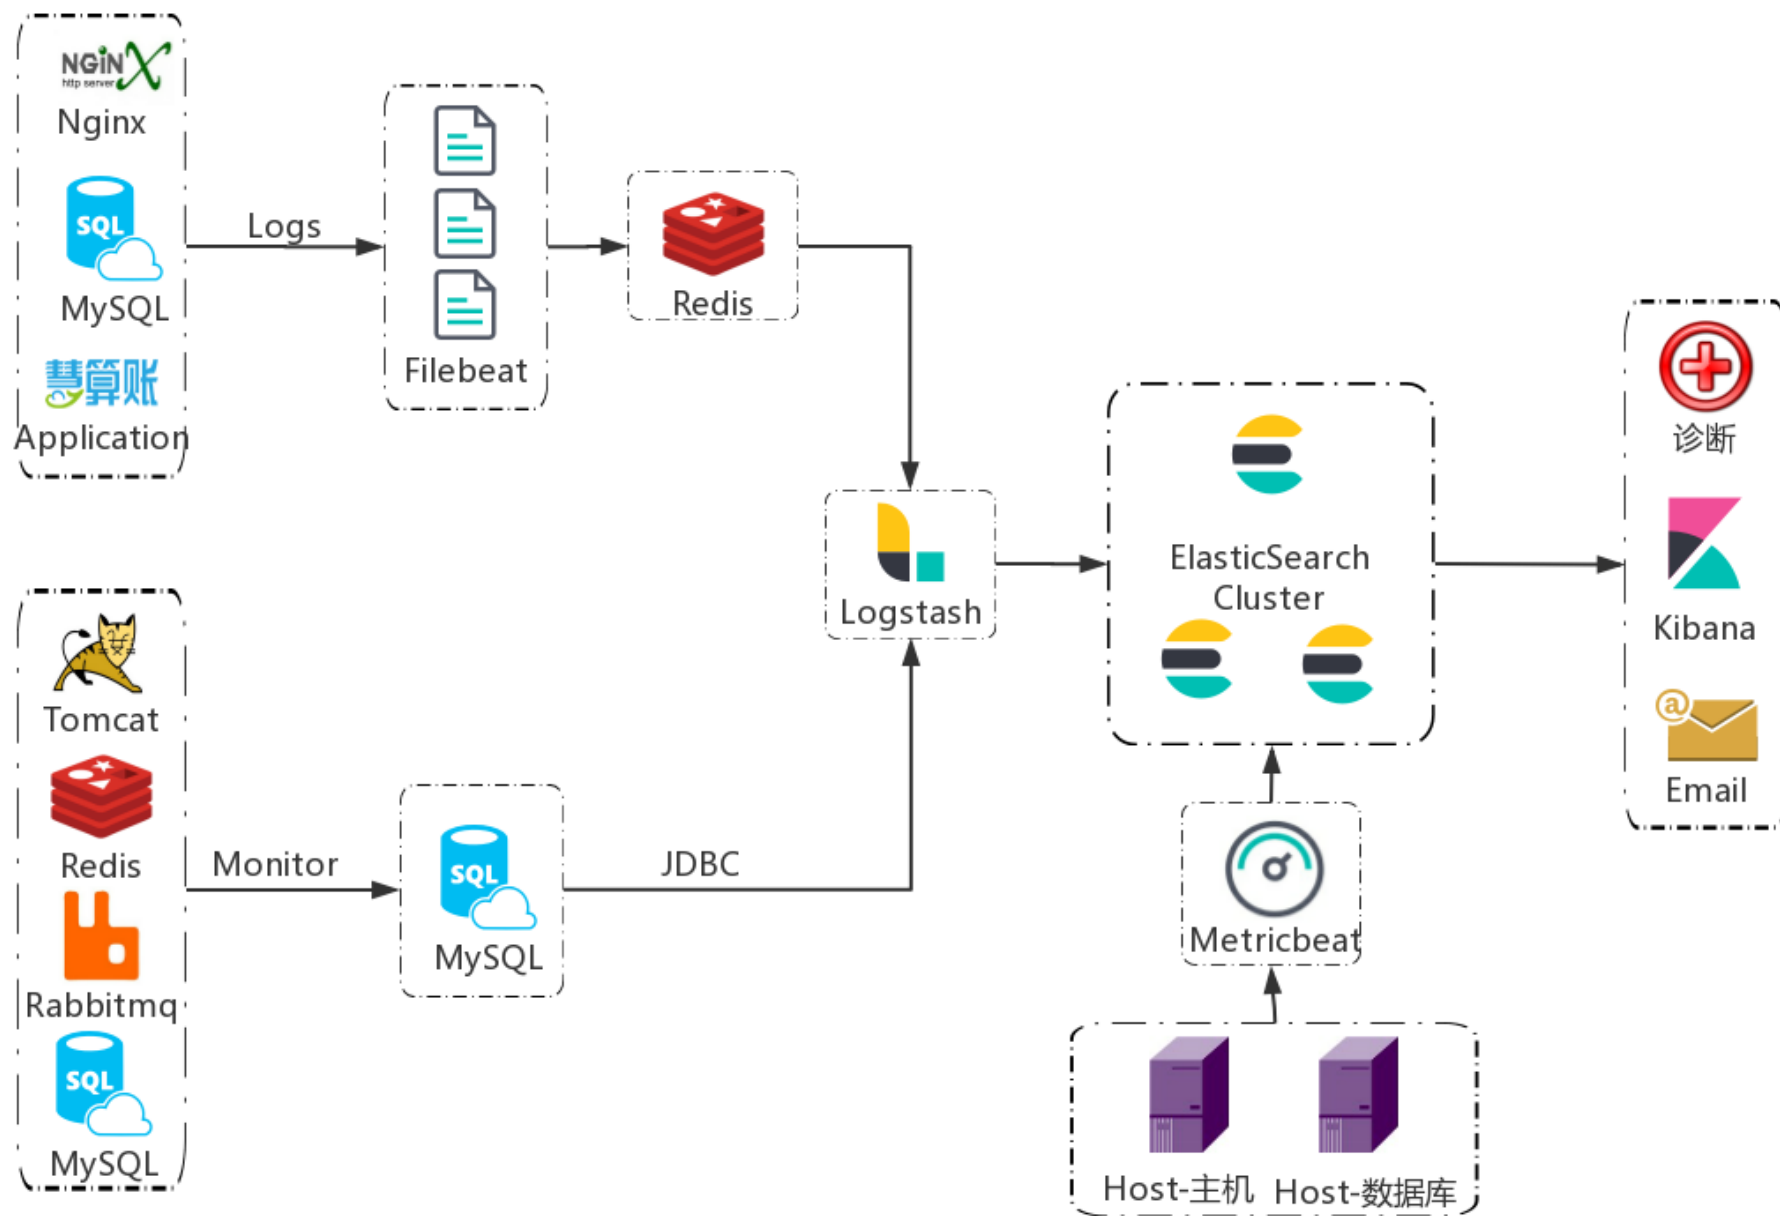 NGiNX
http server
Nginx
SQL
MySQL
慧算账
Application
Logs
Filebeat
Redis
Tomcat
Redis
Rabbitmq
SQL
MySQL
Monitor
SQL
MySQL
JDBC
Logstash
ElasticSearch
Cluster
Metricbeat
Host-主机
Host-数据库
诊断
Kibana
@
Email